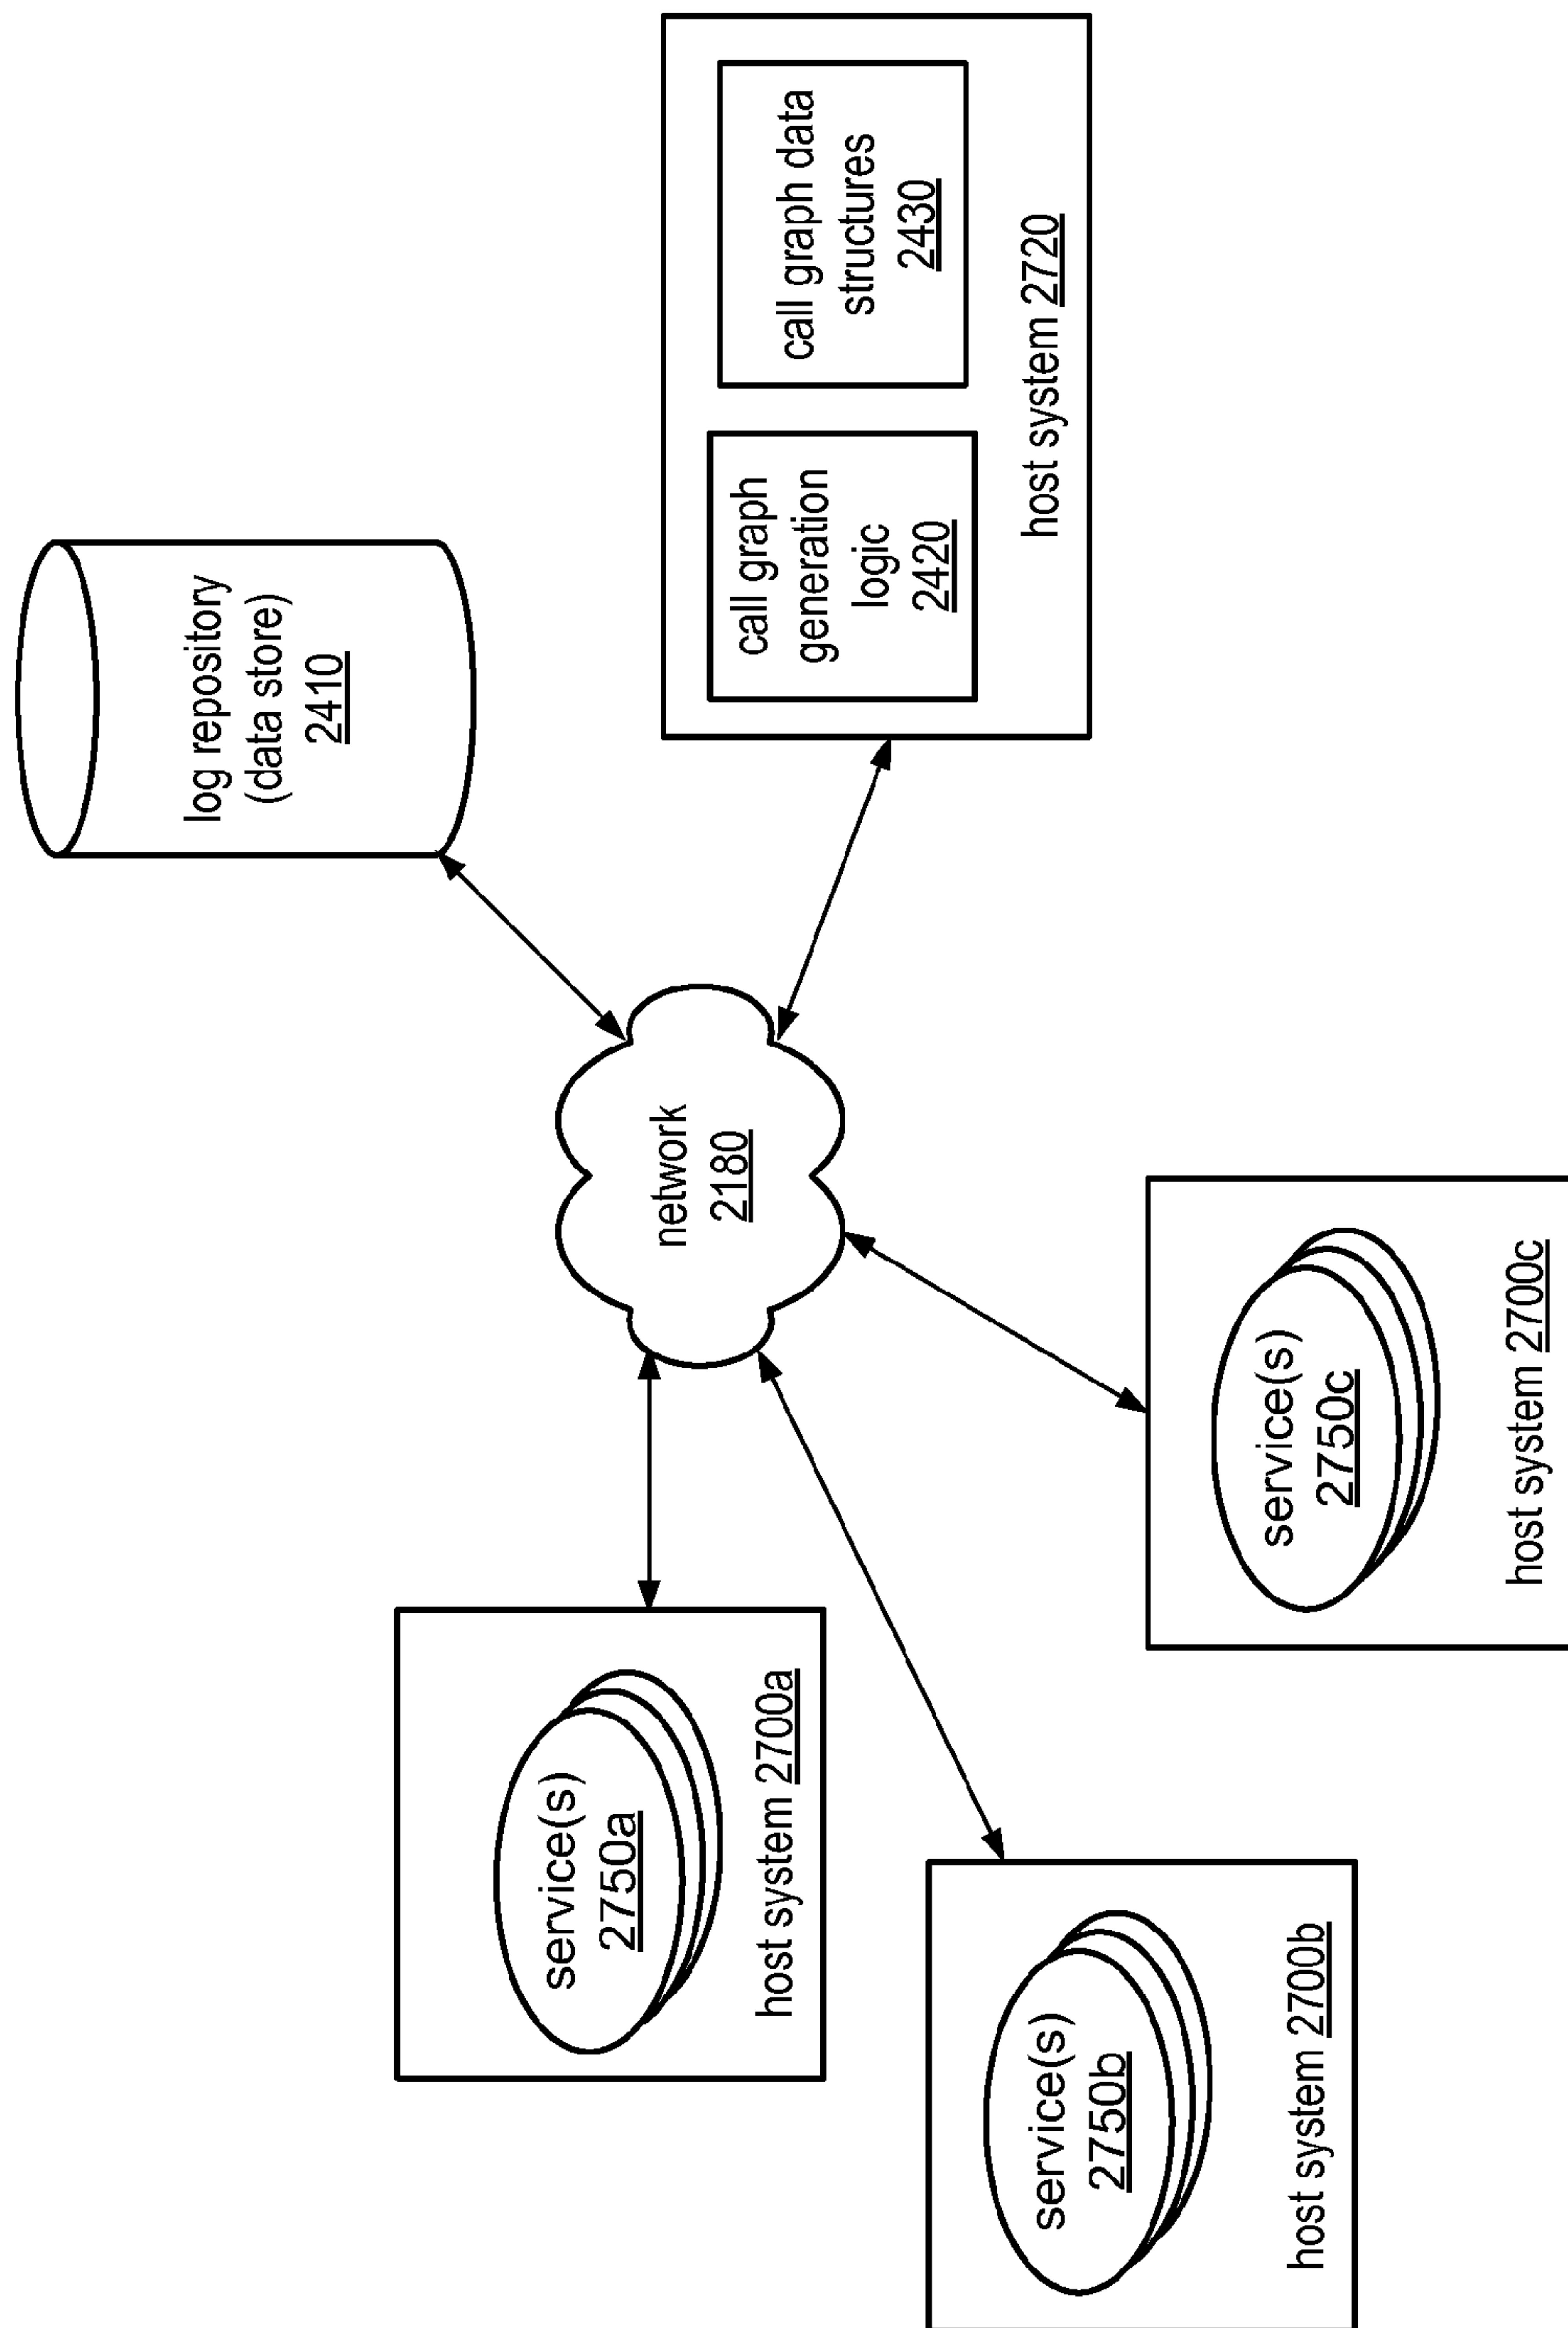 log repository
(data store)
2410
call graph
generation
logic
2420
call graph data
structures
2430
host system 2720
network
2180
service(s)
2750a
host system 2700a
service(s)
2750b
host system 2700b
service(s)
2750c
host system 2700c